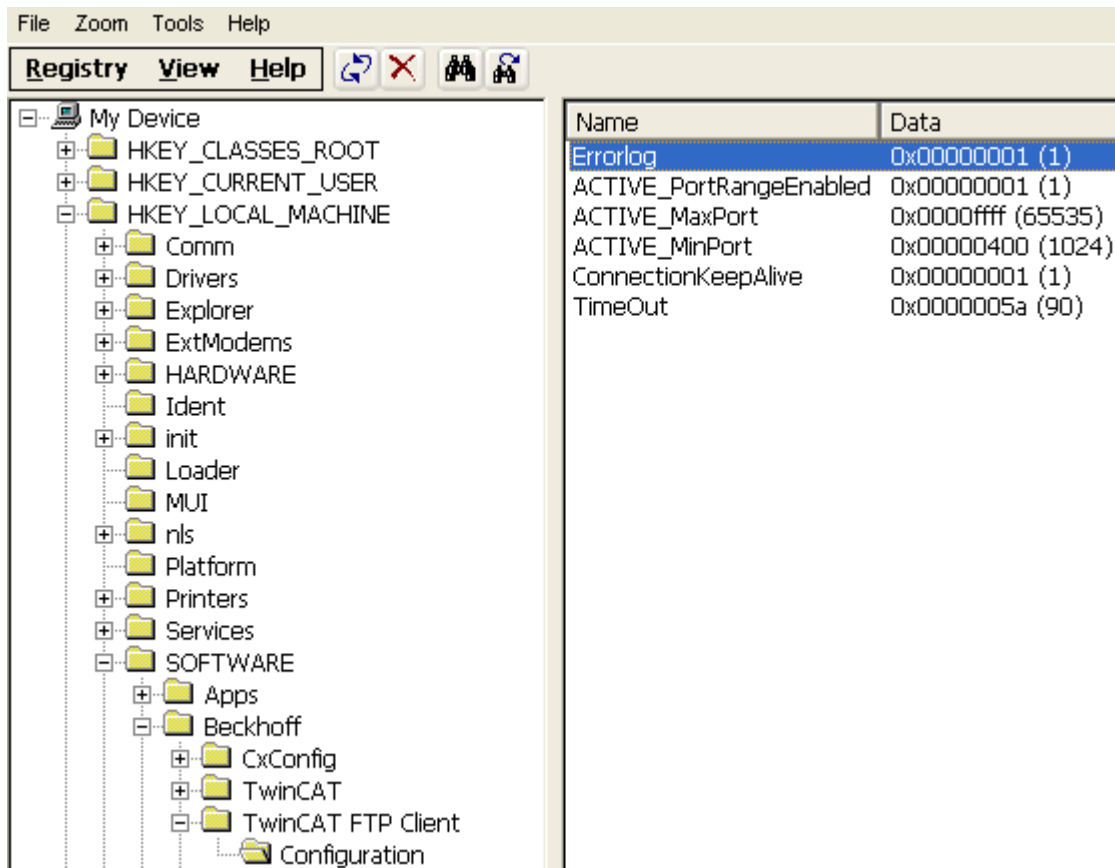 File Zoom Tools Help
Registry View Help
My Device
HKEY_CLASSES_ROOT
HKEY_CURRENT_USER
HKEY_LOCAL_MACHINE
Comm
Drivers
Explorer
ExtModems
HARDWARE
Ident
init
Loader
MUI
nls
Platform
Printers
Services
SOFTWARE
Apps
Beckhoff
CxConfig
TwinCAT
TwinCAT FTP Client
Configuration
Name Data
Errorlog 0x00000001 (1)
ACTIVE_PortRangeEnabled 0x00000001 (1)
ACTIVE_MaxPort 0x0000ffff (65535)
ACTIVE_MinPort 0x00000400 (1024)
ConnectionKeepAlive 0x00000001 (1)
TimeOut 0x0000005a (90)